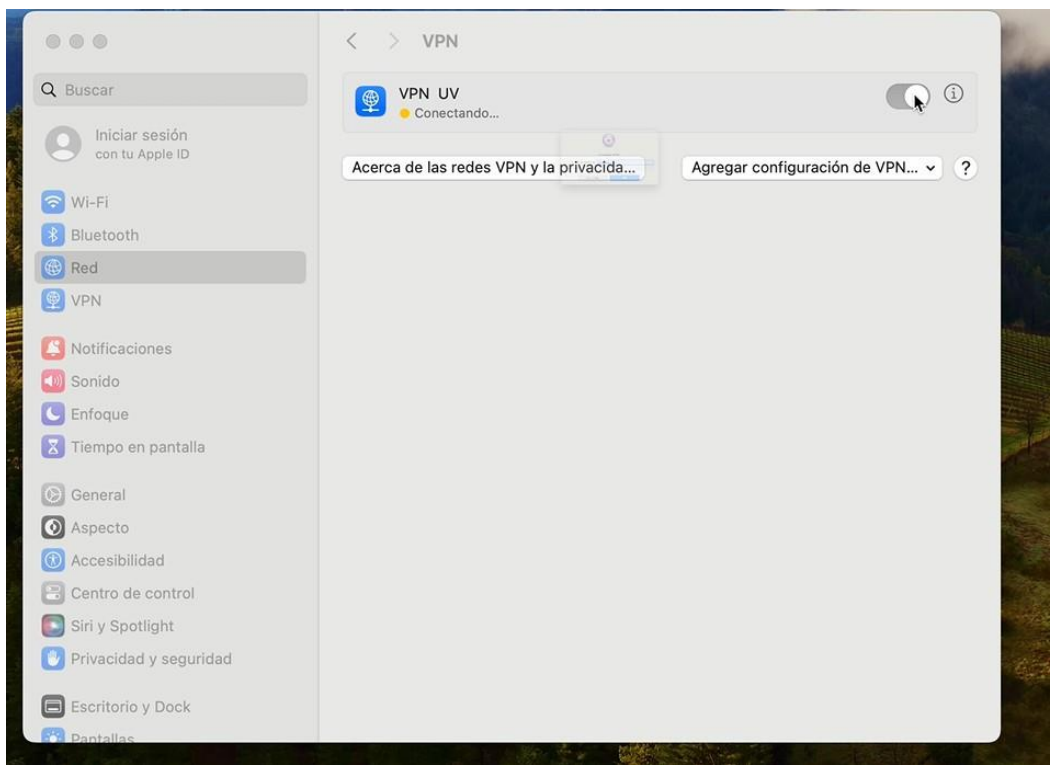 VPN
Buscar
Iniciar sesión
con tu Apple ID
Wi-Fi
Bluetooth
Red
VPN
Notificaciones
Sonido
Enfoque
Tiempo en pantalla
General
Aspecto
Accesibilidad
Centro de control
Siri y Spotlight
Privacidad y seguridad
Escritorio y Dock
Pantallas
VPN UV
Conectando...
Acerca de las redes VPN y la privacida...
Agregar configuración de VPN...
?